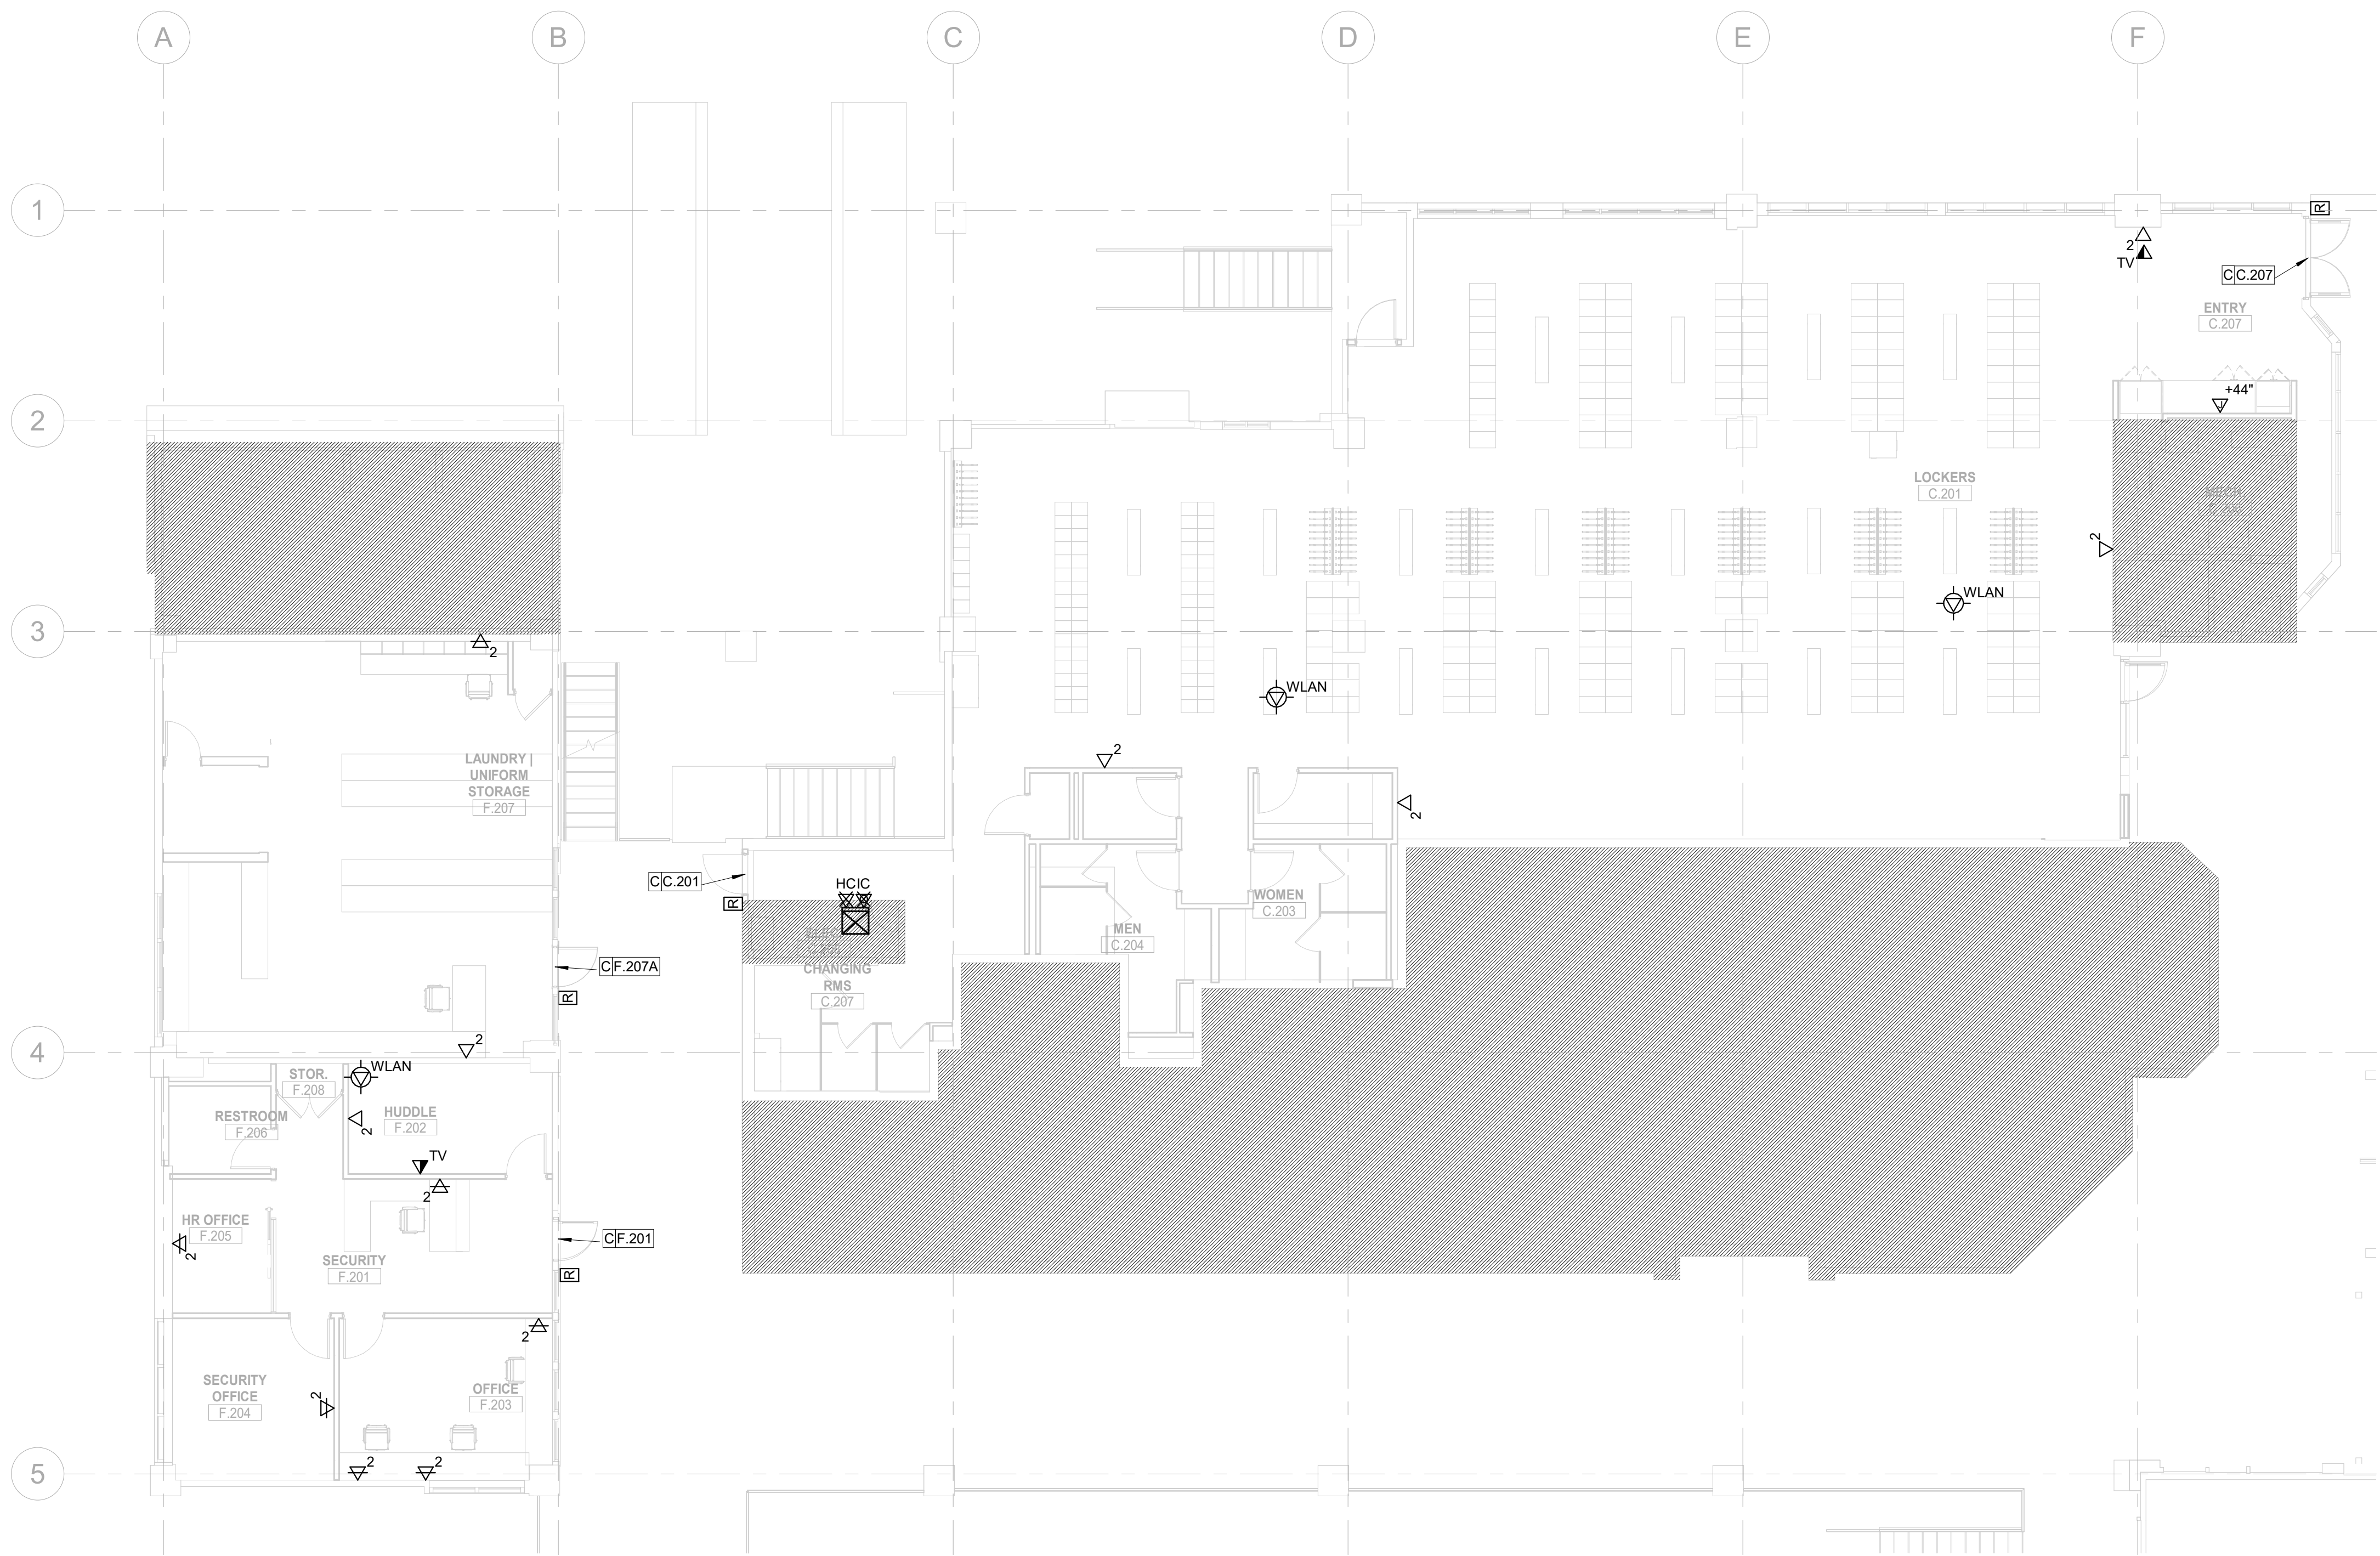 A
B
C
D
E
F
1
R
2
TV
C C.207
ENTRY
C.207
+44"
2
LOCKERS
C.201
2
WLAN
3
2
WLAN
LAUNDRY |
UNIFORM
STORAGE
F.207
2
2
C C.201
HC IC
R
WOMEN
C.203
MEN
C.204
C F.207A
CHANGING
RMS
C.207
R
2
4
WLAN
STOR.
F.208
RESTROOM
F.206
HUDDLE
F.202
2
TV
2
HR OFFICE
F.205
2
SECURITY
F.201
C F.201
R
2
SECURITY
OFFICE
F.204
2
OFFICE
F.203
2
2
5